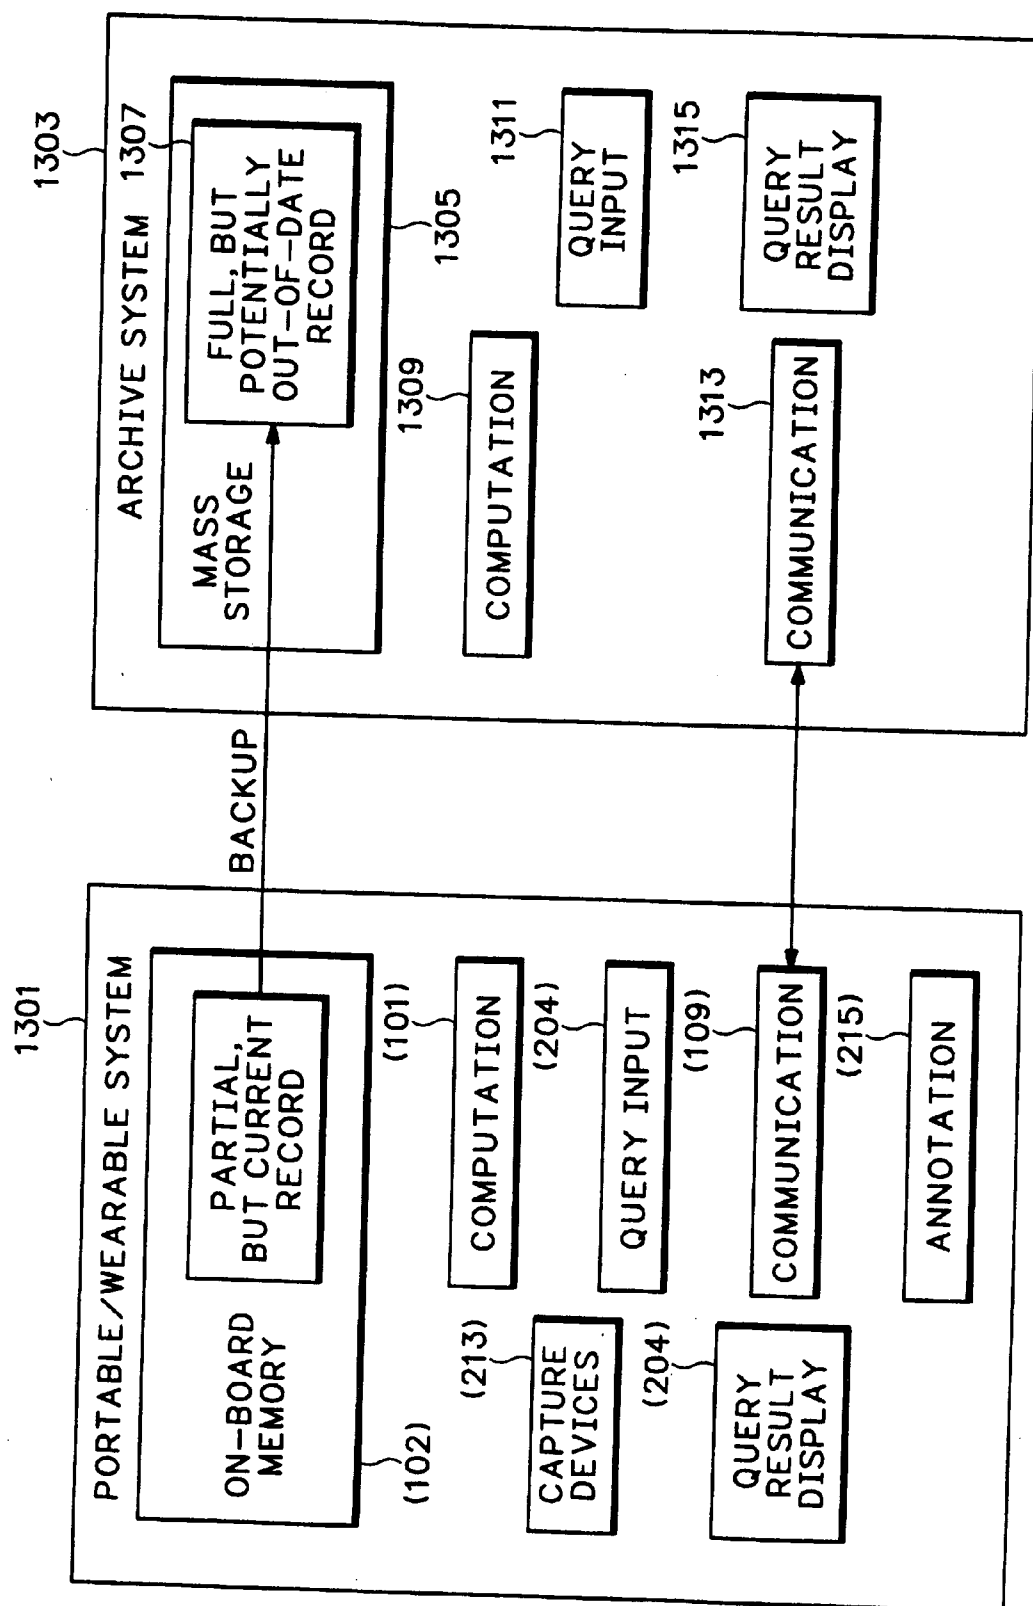 1301
PORTABLE/WEARABLE SYSTEM
ON-BOARD
MEMORY
PARTIAL,
BUT CURRENT
RECORD
(102)
(101)
COMPUTATION
(213)
CAPTURE
DEVICES
(204)
QUERY INPUT
(204)
QUERY
RESULT
DISPLAY
(109)
COMMUNICATION
(215)
ANNOTATION
BACKUP
1303
ARCHIVE SYSTEM
1307
MASS
STORAGE
FULL, BUT
POTENTIALLY
OUT-OF-DATE
RECORD
1305
1309
COMPUTATION
1311
QUERY
INPUT
1313
COMMUNICATION
1315
QUERY
RESULT
DISPLAY